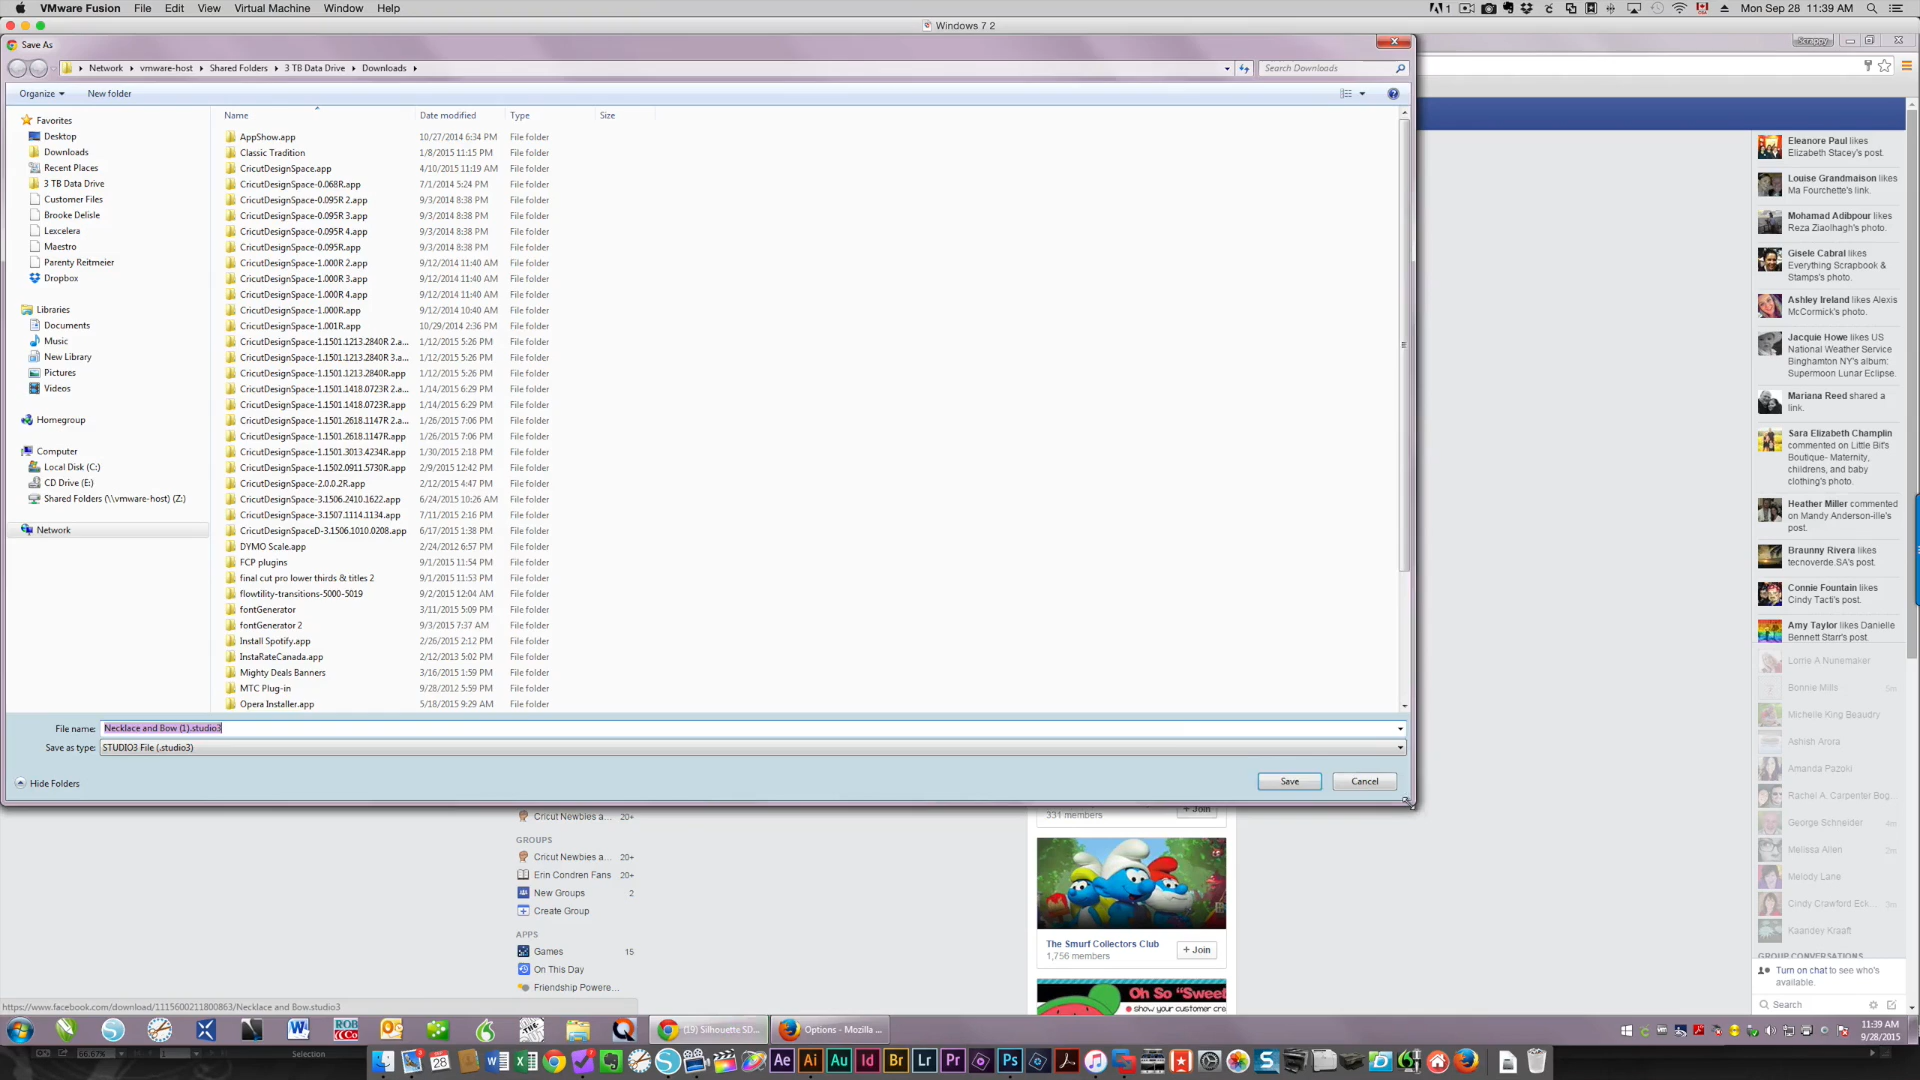 VMware Fusion File Edit View Virtual Machine Window Help
1 Mon Sep 28 11:39 AM
Windows 7 2
Save As
Scrappy
Network vmware-host Shared Folders 3 TB Data Drive Downloads
Search Downloads
Organize New folder
Name Date modified Type Size
Favorites
Desktop
Downloads
Recent Places
3 TB Data Drive
Customer Files
Brooke Delisle
Lexcelera
Maestro
Parenty Reitmeier
Dropbox
Libraries
Documents
Music
New Library
Pictures
Videos
Homegroup
Computer
Local Disk (C:)
CD Drive (E:)
Shared Folders (\\vmware-host) (Z:)
Network
AppShow.app 10/27/2014 6:34 PM File folder
Classic Tradition 1/8/2015 11:15 PM File folder
CricutDesignSpace.app 4/10/2015 11:19 AM File folder
CricutDesignSpace-0.068R.app 7/1/2014 5:24 PM File folder
CricutDesignSpace-0.095R 2.app 9/3/2014 8:38 PM File folder
CricutDesignSpace-0.095R 3.app 9/3/2014 8:38 PM File folder
CricutDesignSpace-0.095R 4.app 9/3/2014 8:38 PM File folder
CricutDesignSpace-0.095R.app 9/3/2014 8:38 PM File folder
CricutDesignSpace-1.000R 2.app 9/12/2014 11:40 AM File folder
CricutDesignSpace-1.000R 3.app 9/12/2014 11:40 AM File folder
CricutDesignSpace-1.000R 4.app 9/12/2014 11:40 AM File folder
CricutDesignSpace-1.000R.app 9/12/2014 10:40 AM File folder
CricutDesignSpace-1.001R.app 10/29/2014 2:36 PM File folder
CricutDesignSpace-1.1501.1213.2840R 2.a... 1/12/2015 5:26 PM File folder
CricutDesignSpace-1.1501.1213.2840R 3.a... 1/12/2015 5:26 PM File folder
CricutDesignSpace-1.1501.1213.2840R.app 1/12/2015 5:26 PM File folder
CricutDesignSpace-1.1501.1418.0723R 2.a... 1/14/2015 6:29 PM File folder
CricutDesignSpace-1.1501.1418.0723R.app 1/14/2015 6:29 PM File folder
CricutDesignSpace-1.1501.2618.1147R 2.a... 1/26/2015 7:06 PM File folder
CricutDesignSpace-1.1501.2618.1147R.app 1/26/2015 7:06 PM File folder
CricutDesignSpace-1.1501.3013.4234R.app 1/30/2015 2:18 PM File folder
CricutDesignSpace-1.1502.0911.5730R.app 2/9/2015 12:42 PM File folder
CricutDesignSpace-2.0.0.2R.app 2/12/2015 4:47 PM File folder
CricutDesignSpace-3.1506.2410.1622.app 6/24/2015 10:26 AM File folder
CricutDesignSpace-3.1507.1114.1134.app 7/11/2015 2:16 PM File folder
CricutDesignSpaceD-3.1506.1010.0208.app 6/17/2015 1:38 PM File folder
DYMO Scale.app 2/24/2012 6:57 PM File folder
FCP plugins 9/1/2015 11:54 PM File folder
final cut pro lower thirds & titles 2 9/1/2015 11:53 PM File folder
flowtility-transitions-5000-5019 9/2/2015 12:04 AM File folder
fontGenerator 3/11/2015 5:09 PM File folder
fontGenerator 2 9/3/2015 7:37 AM File folder
Install Spotify.app 2/26/2015 2:12 PM File folder
InstaRateCanada.app 2/12/2013 5:02 PM File folder
Mighty Deals Banners 3/16/2015 1:59 PM File folder
MTC Plug-in 9/28/2012 5:59 PM File folder
Opera Installer.app 5/18/2015 9:29 AM File folder
File name: Necklace and Bow (1).studio3
Save as type: STUDIO3 File (.studio3)
Hide Folders
Save Cancel
Eleanore Paul likes
Elizabeth Stacey's post.
Louise Grandmaison likes
Ma Fourchette's link.
Mohamad Adibpour likes
Reza Ziaolhagh's photo.
Gisele Cabral likes
Everything Scrapbook &
Stamps's photo.
Ashley Ireland likes Alexis
McCormick's photo.
Jacquie Howe likes US
National Weather Service
Binghamton NY's album:
Supermoon Lunar Eclipse.
Mariana Reed shared a
link.
Sara Elizabeth Champlin
commented on Little Bit's
Boutique- Maternity,
childrens, and baby
clothing's photo.
Heather Miller commented
on Mandy Anderson-ille's
post.
Braunny Rivera likes
tecnoverde.SA's post.
Connie Fountain likes
Cindy Tacti's post.
Amy Taylor likes Danielle
Bennett Starr's post.
Lorrie A Nunemaker
Bonnie Mills 5m
Michelle King Beaudry
Ashish Arora
Amanda Pazoki
Rachel A. Carpenter Bog...
George Schneider 4m
Melissa Allen 2m
Melody Lane
Cindy Crawford Eck... 3m
Kaandey Kraaft
GROUP CONVERSATIONS
Turn on chat to see who's
available.
Search
Cricut Newbies a... 20+
GROUPS
Cricut Newbies a... 20+
Erin Condren Fans 20+
New Groups 2
Create Group
APPS
Games 15
On This Day
Friendship Powere...
331 members + Join
The Smurf Collectors Club
1,756 members + Join
Oh So "Sweet
show your customer
https://www.facebook.com/download/1115600211800863/Necklace and Bow.studio3
ROB
&Co
(19) Silhouette SD... Options - Mozilla ...
11:39 AM
9/28/2015
66.67% 1 Selection
28 Ae Ai Au Id Br Lr Pr Ps